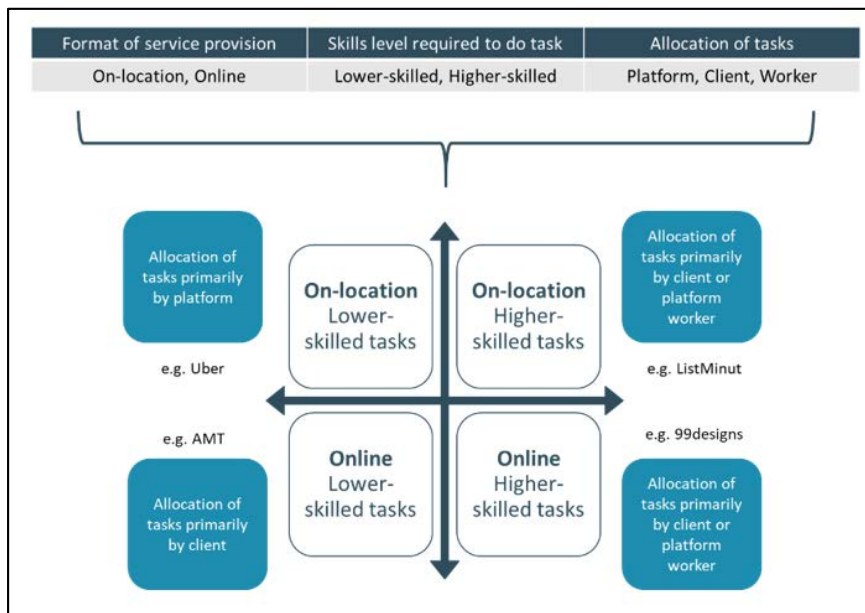 Format of service provision
Skills level required to do task
Allocation of tasks
On-location, Online
Lower-skilled, Higher-skilled
Platform, Client, Worker
Allocation of
tasks primarily
by platform
e.g. Uber
On-location
Lower-
skilled tasks
On-location
Higher-
skilled tasks
Allocation of
tasks primarily
by client or
platform
worker
e.g. ListMinut
e.g. AMT
Allocation of
tasks primarily
by client
Online
Lower-
skilled tasks
Online
Higher-
skilled tasks
e.g. 99designs
Allocation of
tasks primarily
by client or
platform
worker